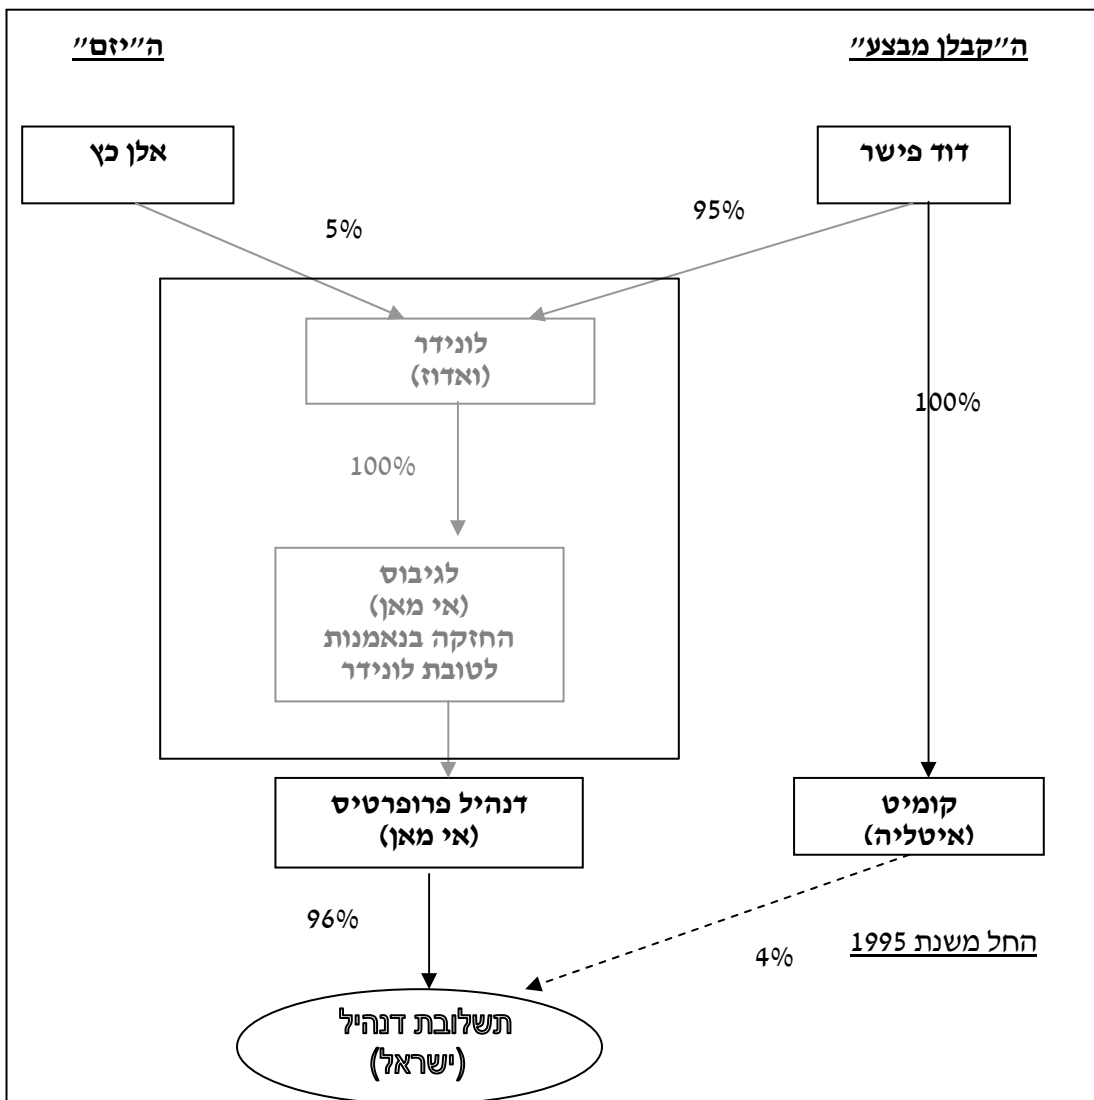 ה"קבלן מבצע"
ה"יזם"
דוד פישר
אלן כץ
95%
5%
לונידר
(ואדוז)
100%
100%
לגיבוס
(אי מאן)
החזקה בנאמנות
לטובת לונידר
קומיט
(איטליה)
דנהיל פרופרטיס
(אי מאן)
96%
החל משנת 1995
4%
תשלובת דנהיל
(ישראל)